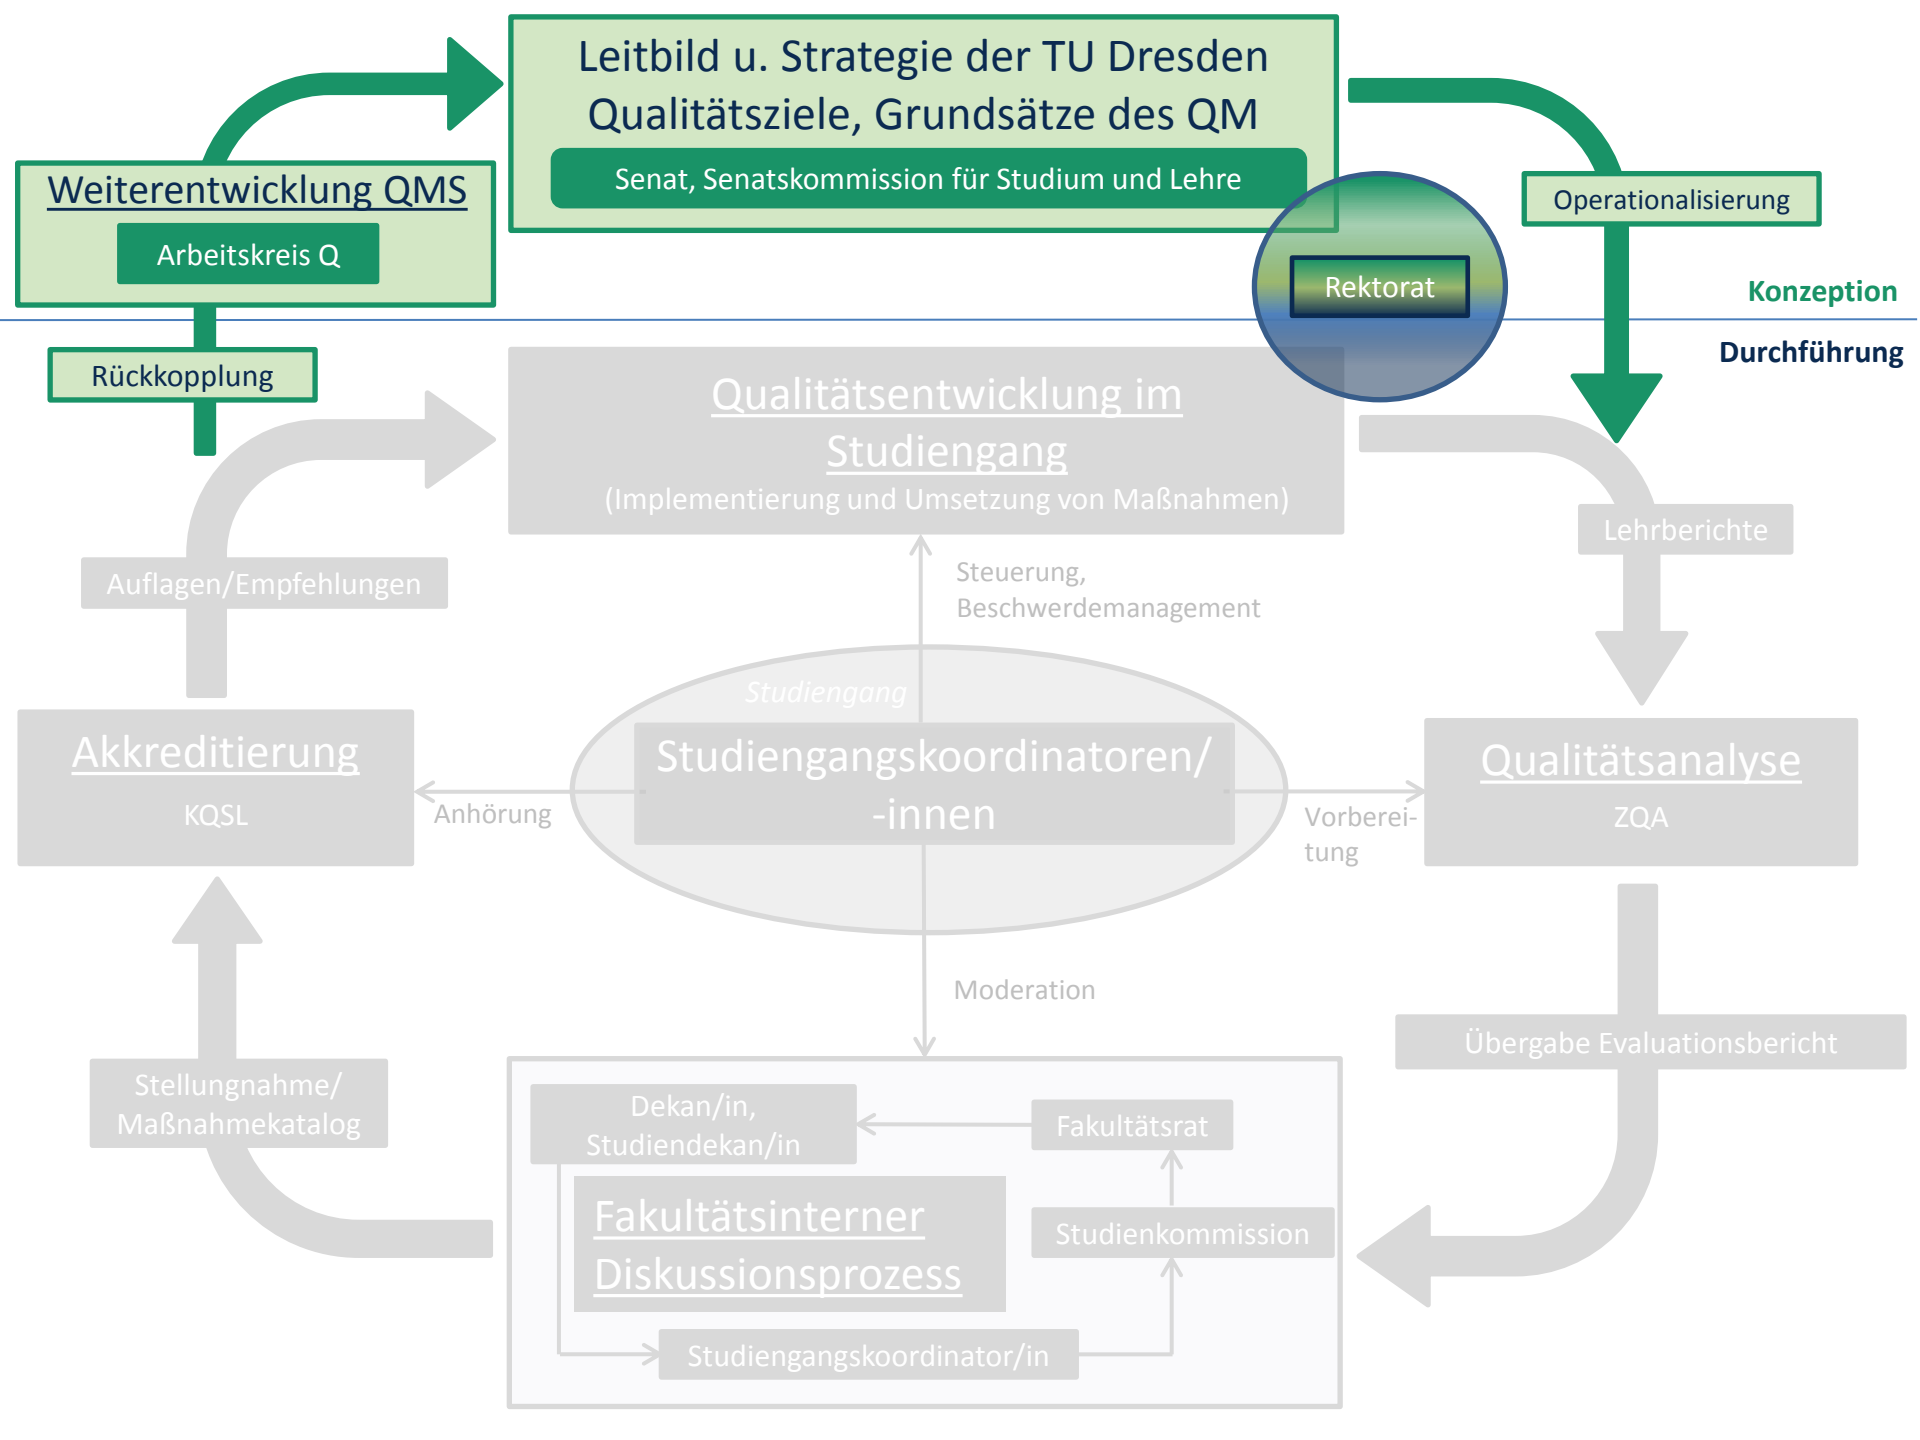 Leitbild u. Strategie der TU Dresden
Qualitätsziele, Grundsätze des QM
Senat, Senatskommission für Studium und Lehre
Weiterentwicklung QMS
Arbeitskreis Q
Operationalisierung
Rektorat
Konzeption
Durchführung
Rückkopplung
Qualitätsentwicklung im
Studiengang
(Implementierung und Umsetzung von Maßnahmen)
Lehrberichte
Auflagen/Empfehlungen
Steuerung,
Beschwerdemanagement
Studiengang
Studiengangskoordinatoren/
-innen
Akkreditierung
KQSL
Anhörung
Qualitätsanalyse
ZQA
Vorberei-
tung
Moderation
Übergabe Evaluationsbericht
Stellungnahme/
Maßnahmekatalog
Dekan/in,
Studiendekan/in
Fakultätsrat
Fakultätsinterner
Diskussionsprozess
Studienkommission
Studiengangskoordinator/in